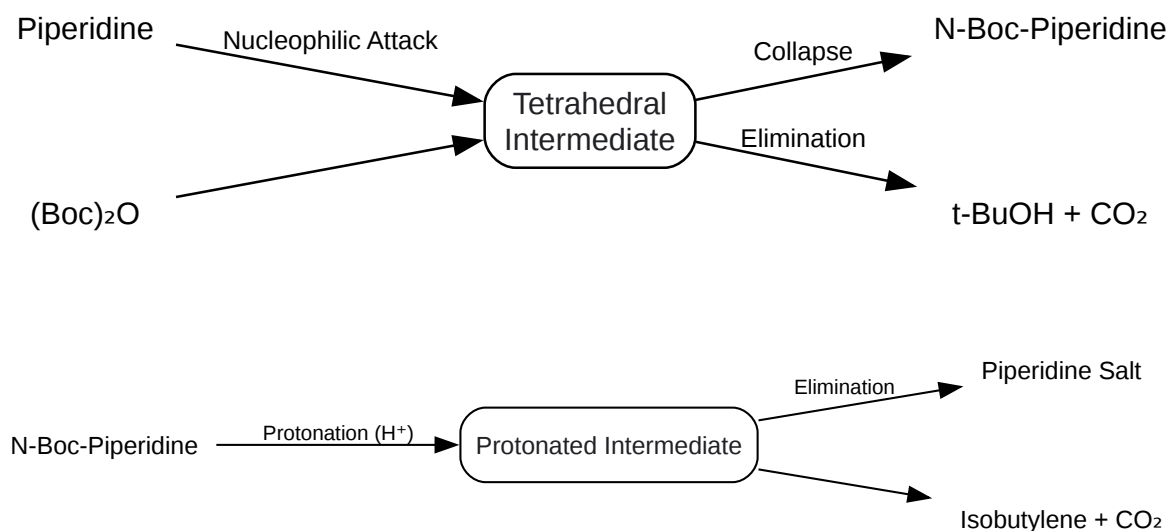 Piperidine
Nucleophilic Attack
(Boc)₂O
Tetrahedral
Intermediate
Collapse
N-Boc-Piperidine
Elimination
t-BuOH + CO₂
N-Boc-Piperidine
Protonation (H⁺)
Protonated Intermediate
Elimination
Piperidine Salt
Isobutylene + CO₂